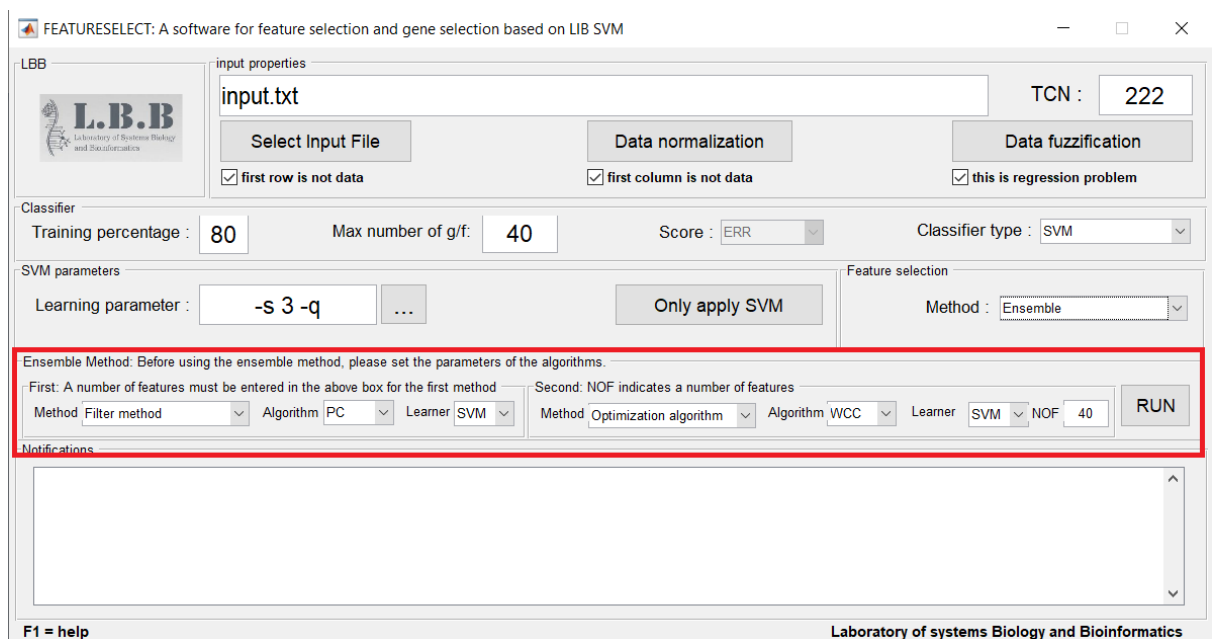 FEATURESELECT: A software for feature selection and gene selection based on LIB SVM
LBB
L.B.B
Laboratory of Systems Biology
and Bioinformatics
input properties
input.txt
TCN : 222
Select Input File
Data normalization
Data fuzzification
first row is not data
first column is not data
this is regression problem
Classifier
Training percentage : 80
Max number of g/f: 40
Score : ERR
Classifier type : SVM
SVM parameters
Learning parameter : -s 3 -q
...
Only apply SVM
Feature selection
Method : Ensemble
Ensemble Method: Before using the ensemble method, please set the parameters of the algorithms.
First: A number of features must be entered in the above box for the first method
Method Filter method Algorithm PC Learner SVM
Second: NOF indicates a number of features
Method Optimization algorithm Algorithm WCC Learner SVM NOF 40
RUN
Notifications
F1 = help
Laboratory of systems Biology and Bioinformatics